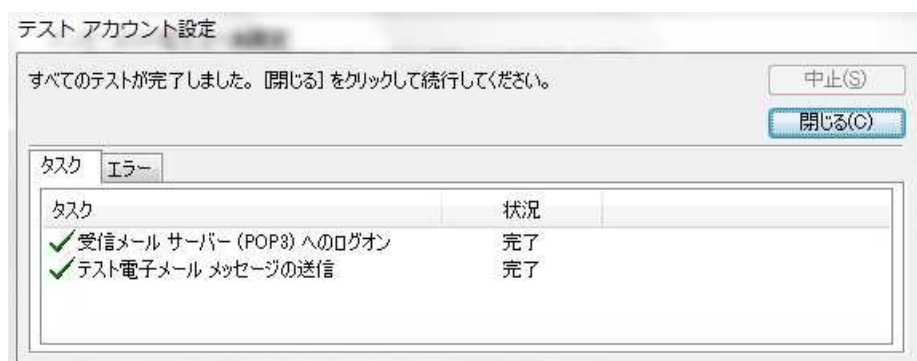 テスト アカウント設定
すべてのテストが完了しました。[閉じる] をクリックして続行してください。
中止(S)
閉じる(C)
タスク エラー
タスク 状況
受信メール サーバー (POP3) へのログオン 完了
テスト電子メール メッセージの送信 完了